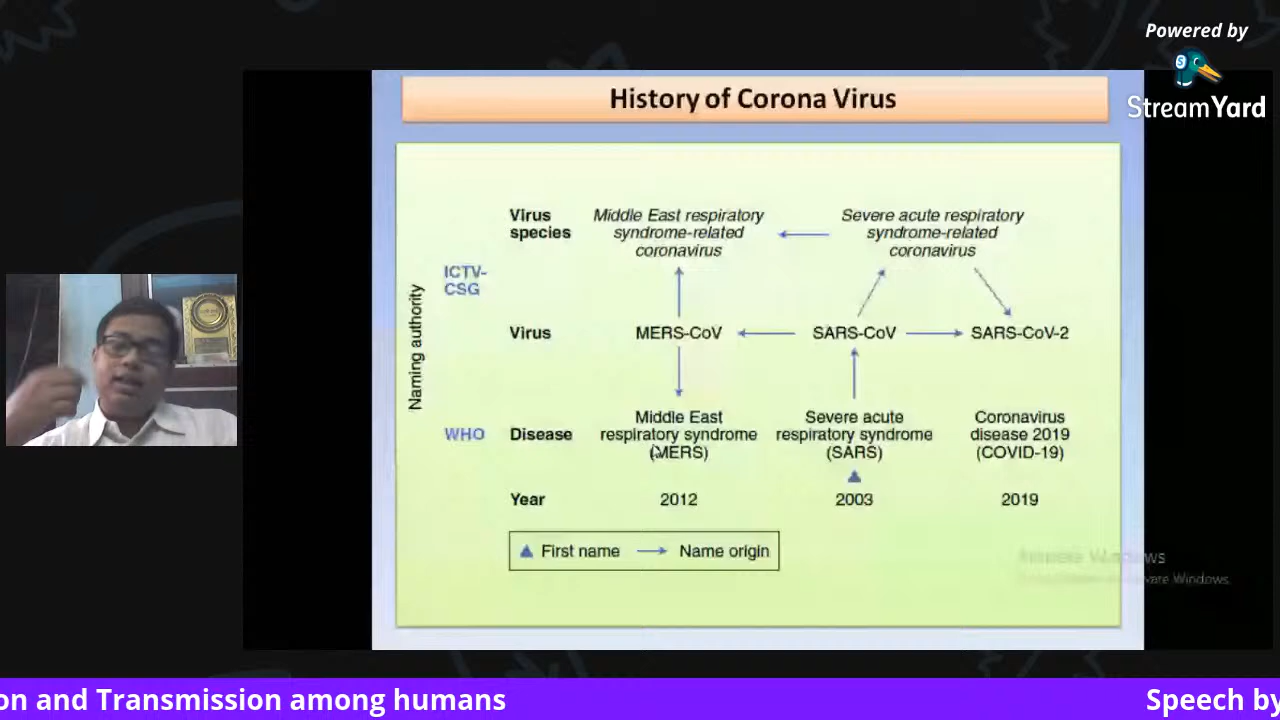 Powered by
StreamYard
History of Corona Virus
Virus species
Middle East respiratory syndrome-related coronavirus
Severe acute respiratory syndrome-related coronavirus
ICTV-CSG
Naming authority
Virus
MERS-CoV
SARS-CoV
SARS-CoV-2
WHO
Disease
Middle East respiratory syndrome (MERS)
Severe acute respiratory syndrome (SARS)
Coronavirus disease 2019 (COVID-19)
Year
2012
2003
2019
First name
Name origin
Windows
Windows.
on and Transmission among humans
Speech by